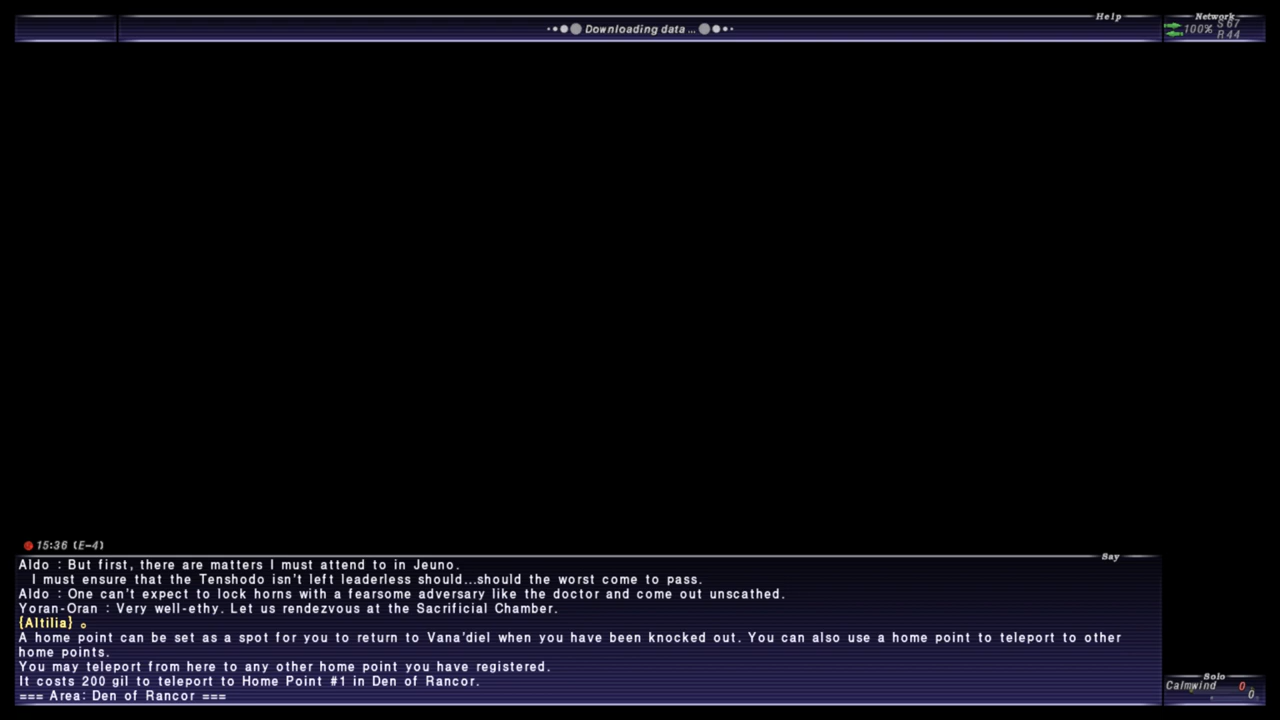 Help
Network
Downloading data ...
100%
S 67
R 44
15:36 (E-4)
Say
Aldo : But first, there are matters I must attend to in Jeuno.
I must ensure that the Tenshodo isn't left leaderless should...should the worst come to pass.
Aldo : One can't expect to lock horns with a fearsome adversary like the doctor and come out unscathed.
Yoran-Oran : Very well-ethy. Let us rendezvous at the Sacrificial Chamber.
{Altilia} 。
A home point can be set as a spot for you to return to Vana'diel when you have been knocked out. You can also use a home point to teleport to other
home points.
You may teleport from here to any other home point you have registered.
It costs 200 gil to teleport to Home Point #1 in Den of Rancor.
=== Area: Den of Rancor ===
Solo
Calmwind 0
0